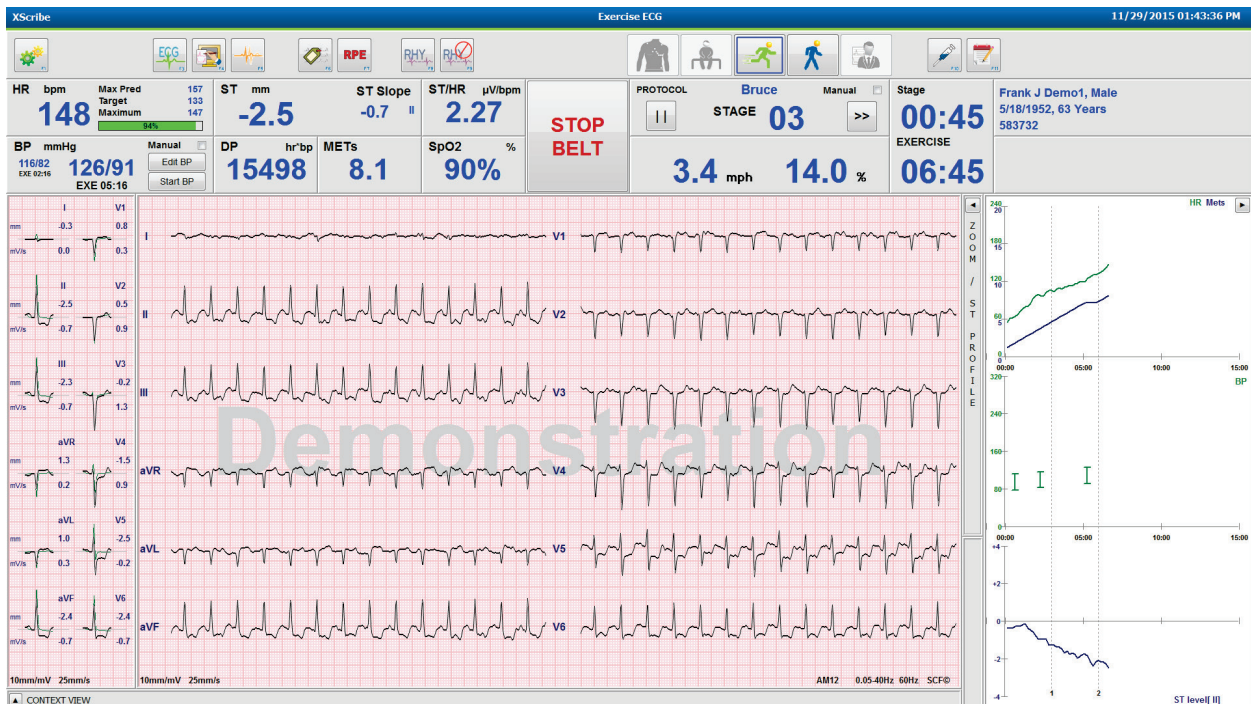 XScribe Exercise ECG 11/29/2015 01:43:36 PM
ECG RPE RHY RHY
HR bpm Max Pred 157 ST mm ST Slope ST/HR µV/bpm PROTOCOL Bruce Manual Stage Frank J Demo1, Male
Target 133
148 Maximum 147 -2.5 -0.7 II 2.27 STOP BELT || STAGE 03 >> 00:45 5/18/1952, 63 Years
94% 583732
BP mmHg Manual DP hr*bp METs SpO2 % EXERCISE
116/82 126/91 Edit BP 15498 8.1 90% 3.4 mph 14.0 % 06:45
EXE 02:16 EXE 05:16 Start BP
I V1
mm -0.3 0.8
mV/s 0.0 0.3
II V2
mm -2.5 0.5
mV/s -0.7 0.9
III V3
mm -2.3 -0.2
mV/s -0.7 1.3
aVR V4
mm 1.3 -1.5
mV/s 0.2 0.9
aVL V5
mm 1.0 -2.5
mV/s 0.3 -0.2
aVF V6
mm -2.4 -2.4
mV/s -0.7 -0.7
10mm/mV 25mm/s
I V1
II V2
III V3
Demonstration
aVR V4
aVL V5
aVF V6
10mm/mV 25mm/s AM12 0.05-40Hz 60Hz SCF©
CONTEXT VIEW
ZOOM / ST PROFILE
HR Mets
240
20
180
15
120
10
60
5
0
0
00:00 05:00 10:00 15:00
BP
320
240
160
80
0
00:00 05:00 10:00 15:00
+4
+2
0
-2
-4
1 2
ST level[ II]